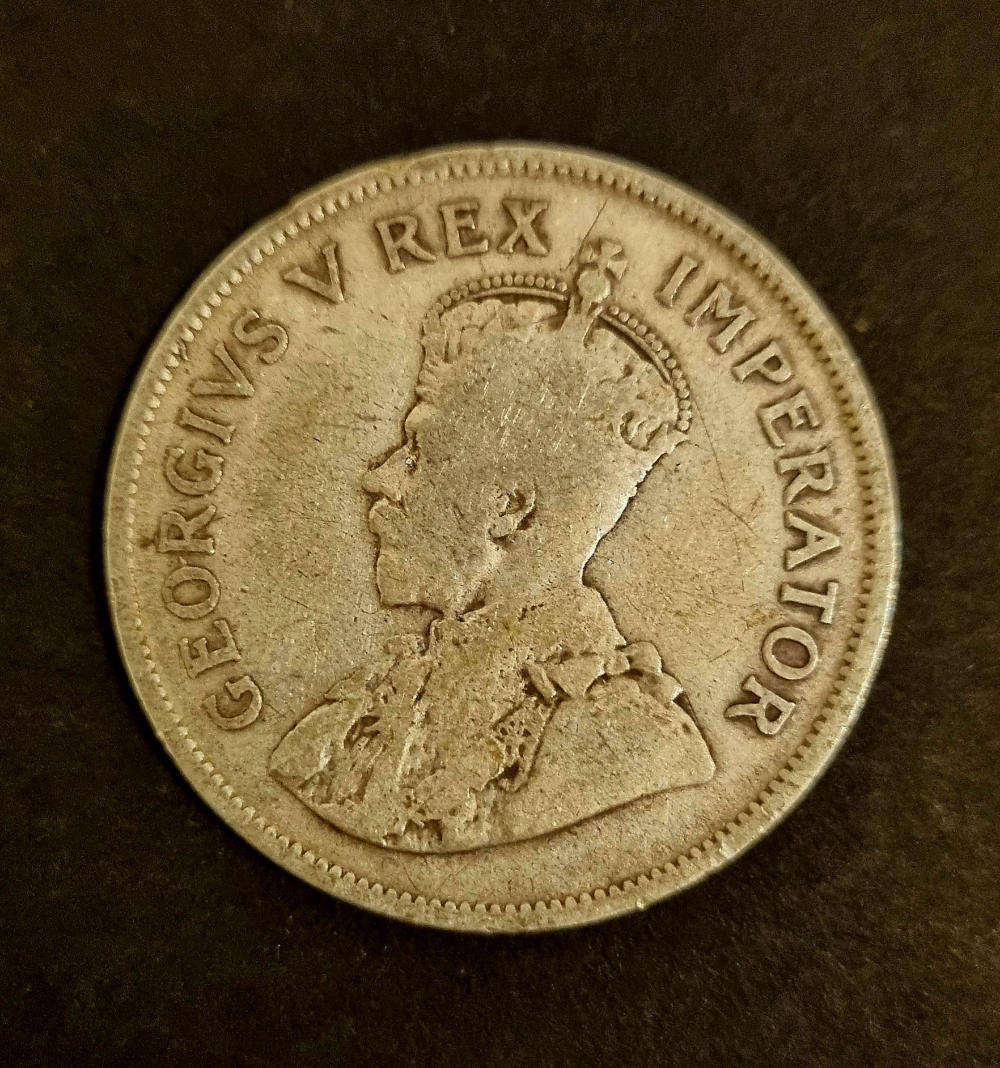 GEORGIVS V REX IMPERATOR